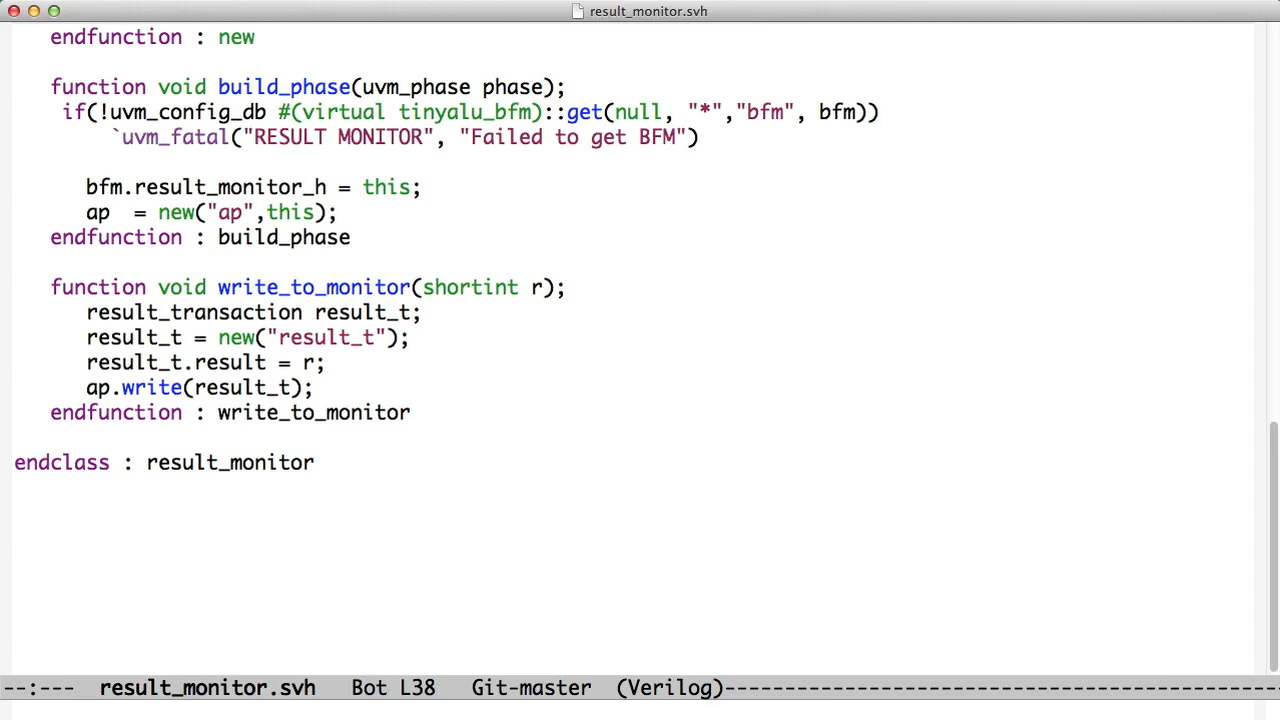 result_monitor.svh
endfunction : new
function void build_phase(uvm_phase phase);
if(!uvm_config_db #(virtual tinyalu_bfm)::get(null, "*","bfm", bfm))
`uvm_fatal("RESULT MONITOR", "Failed to get BFM")
bfm.result_monitor_h = this;
ap  = new("ap",this);
endfunction : build_phase
function void write_to_monitor(shortint r);
result_transaction result_t;
result_t = new("result_t");
result_t.result = r;
ap.write(result_t);
endfunction : write_to_monitor
endclass : result_monitor
--:---  result_monitor.svh   Bot L38   Git-master  (Verilog)-----------------------------------------------